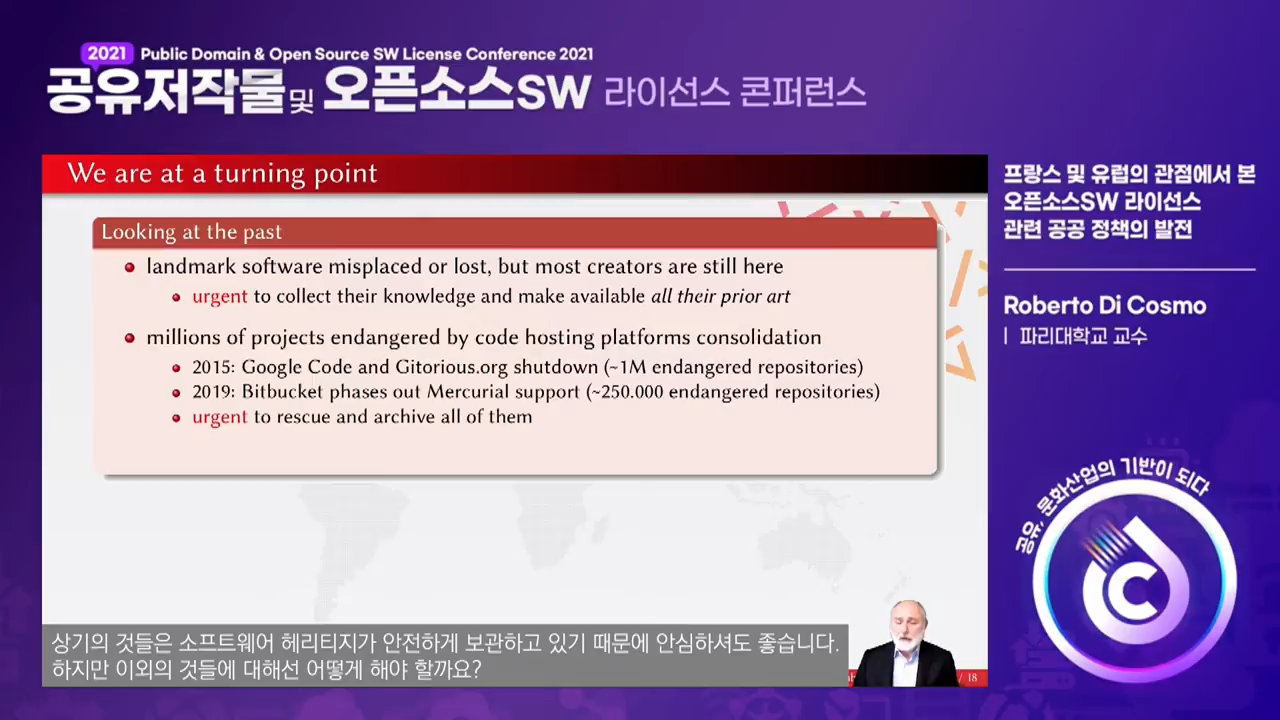 2021 Public Domain & Open Source SW License Conference 2021
공유저작물 및 오픈소스SW 라이선스 콘퍼런스
We are at a turning point
Looking at the past
landmark software misplaced or lost, but most creators are still here
urgent to collect their knowledge and make available all their prior art
millions of projects endangered by code hosting platforms consolidation
2015: Google Code and Gitorious.org shutdown (~1M endangered repositories)
2019: Bitbucket phases out Mercurial support (~250.000 endangered repositories)
urgent to rescue and archive all of them
상기의 것들은 소프트웨어 헤리티지가 안전하게 보관하고 있기 때문에 안심하셔도 좋습니다.
하지만 이외의 것들에 대해선 어떻게 해야 할까요?
/ 18
프랑스 및 유럽의 관점에서 본
오픈소스SW 라이선스
관련 공공 정책의 발전
Roberto Di Cosmo
파리대학교 교수
공유, 문화산업의 기반이 되다